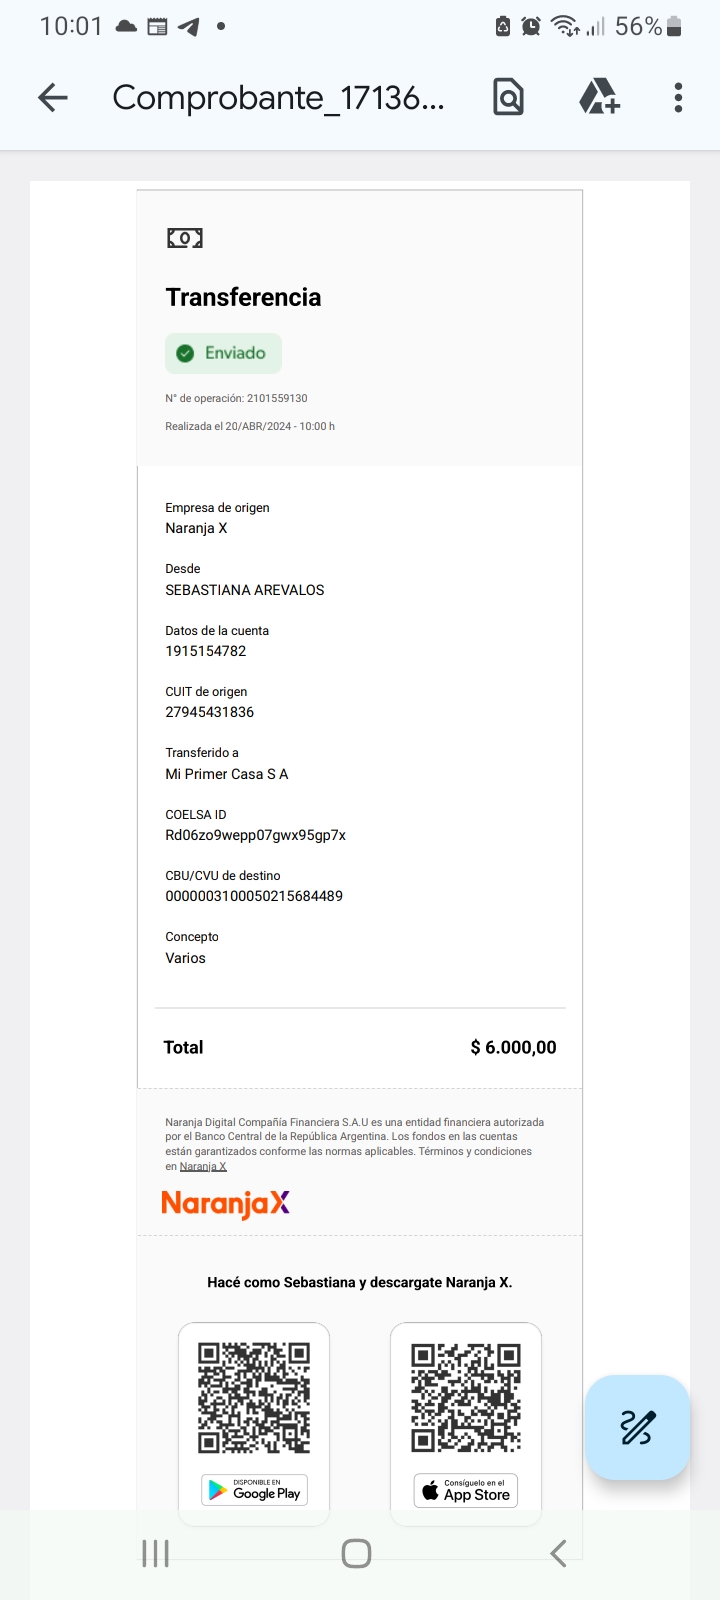 10:01
56%
Comprobante_17136...
Transferencia
Enviado
N° de operación: 2101559130
Realizada el 20/ABR/2024 - 10:00 h
Empresa de origen
Naranja X
Desde
SEBASTIANA AREVALOS
Datos de la cuenta
1915154782
CUIT de origen
27945431836
Transferido a
Mi Primer Casa S A
COELSA ID
Rd06zo9wepp07gwx95gp7x
CBU/CVU de destino
0000003100050215684489
Concepto
Varios
Total $ 6.000,00
Naranja Digital Compañía Financiera S.A.U es una entidad financiera autorizada
por el Banco Central de la República Argentina. Los fondos en las cuentas
están garantizados conforme las normas aplicables. Términos y condiciones
en Naranja X
NaranjaX
Hacé como Sebastiana y descargate Naranja X.
DISPONIBLE EN
Google Play
Consíguelo en el
App Store